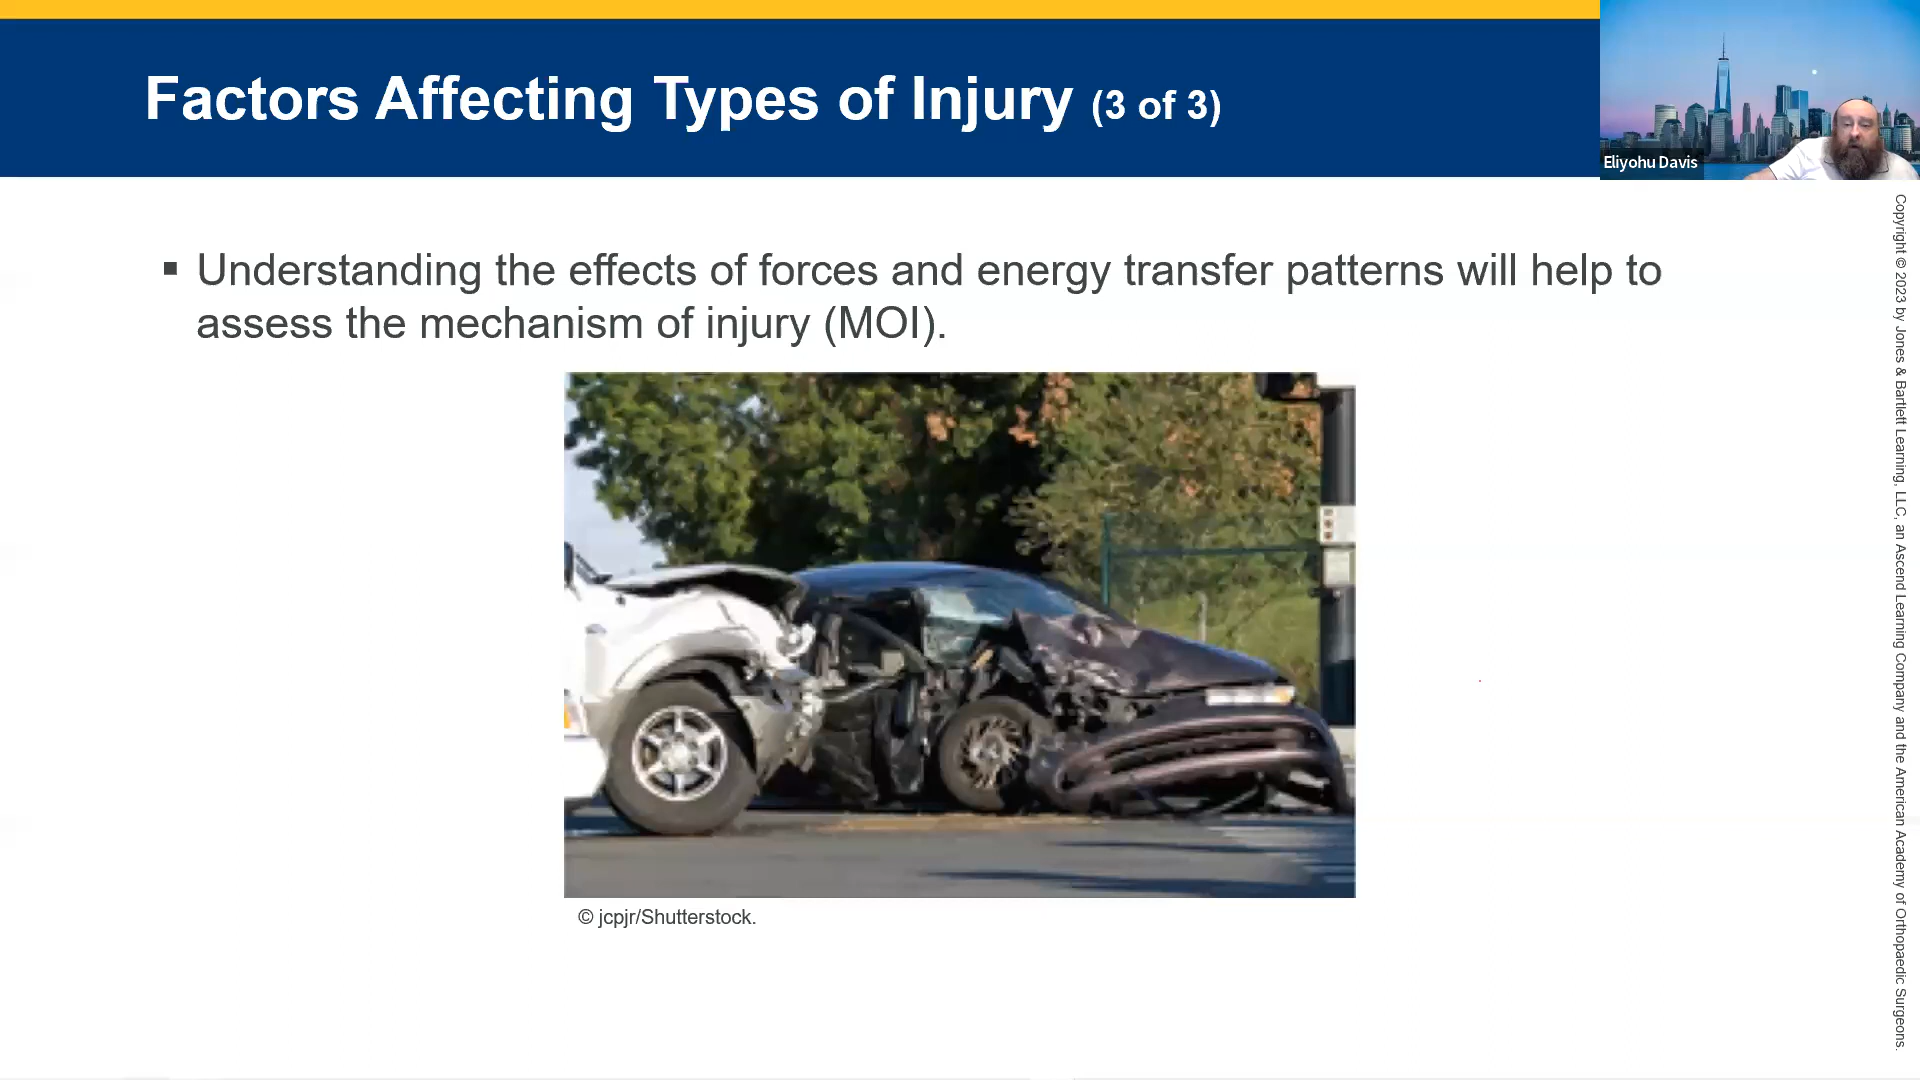 Factors Affecting Types of Injury (3 of 3)
Eliyohu Davis
▪ Understanding the effects of forces and energy transfer patterns will help to
assess the mechanism of injury (MOI).
© jcpjr/Shutterstock.
Copyright © 2023 by Jones & Bartlett Learning, LLC, an Ascend Learning Company and the American Academy of Orthopaedic Surgeons.